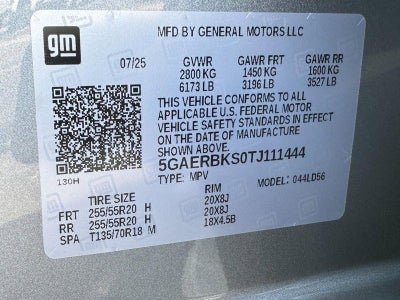 gm
MFD BY GENERAL MOTORS LLC
07/25 GVWR GAWR FRT GAWR RR
2800 KG 1450 KG 1600 KG
6173 LB 3196 LB 3527 LB
THIS VEHICLE CONFORMS TO ALL
APPLICABLE U.S. FEDERAL MOTOR
VEHICLE SAFETY STANDARDS IN EFFECT
ON THE DATE OF MANUFACTURE
SHOWN ABOVE.
5GAERBKS0TJ111444
130H TYPE: MPV MODEL: 044LD56
TIRE SIZE RIM
FRT 255/55R20 H 20X8J
RR 255/55R20 H 20X8J
SPA T135/70R18 M 18X4.5B